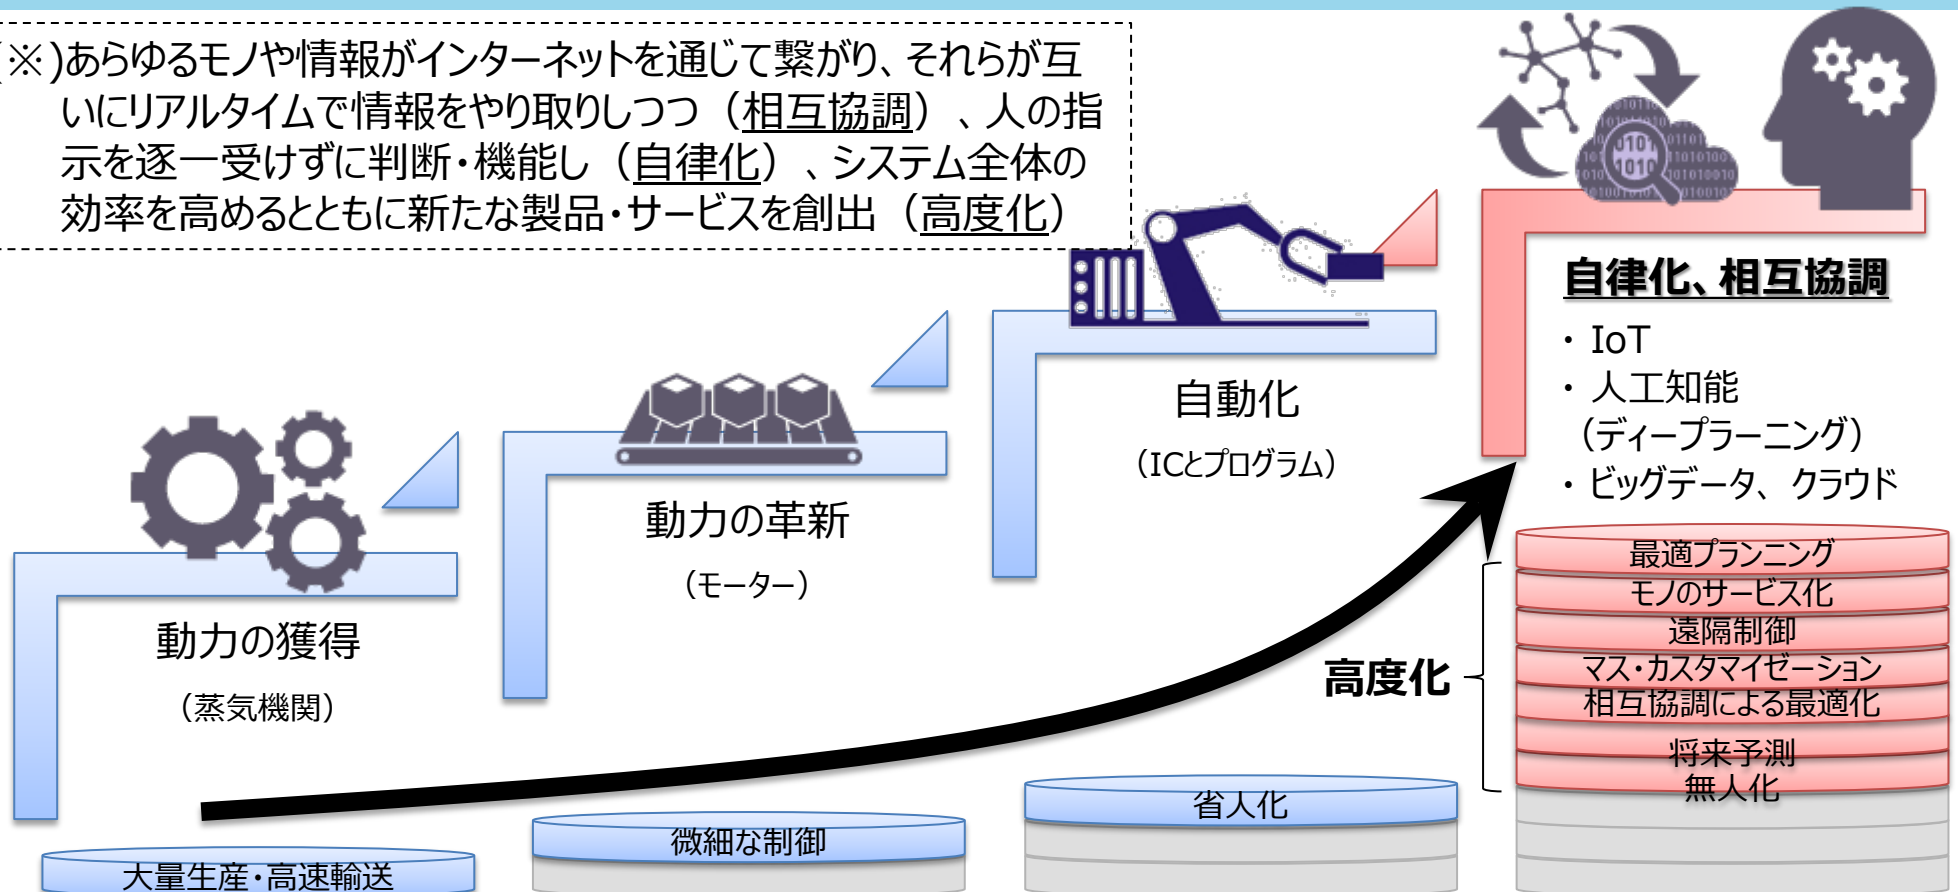 (※)あらゆるモノや情報がインターネットを通じて繋がり、それらが互
いにリアルタイムで情報をやり取りしつつ（相互協調）、人の指
示を逐一受けずに判断・機能し（自律化）、システム全体の
効率を高めるとともに新たな製品・サービスを創出（高度化）
動力の獲得
（蒸気機関）
大量生産・高速輸送
動力の革新
（モーター）
微細な制御
自動化
（ICとプログラム）
省人化
自律化、相互協調
・ IoT
・ 人工知能
（ディープラーニング）
・ ビッグデータ、クラウド
高度化
最適プランニング
モノのサービス化
遠隔制御
マス・カスタマイゼーション
相互協調による最適化
将来予測
無人化